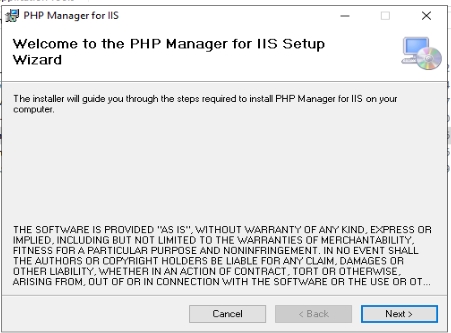 PHP Manager for IIS
Welcome to the PHP Manager for IIS Setup
Wizard
The installer will guide you through the steps required to install PHP Manager for IIS on your
computer.
THE SOFTWARE IS PROVIDED "AS IS", WITHOUT WARRANTY OF ANY KIND, EXPRESS OR
IMPLIED, INCLUDING BUT NOT LIMITED TO THE WARRANTIES OF MERCHANTABILITY,
FITNESS FOR A PARTICULAR PURPOSE AND NONINFRINGEMENT. IN NO EVENT SHALL
THE AUTHORS OR COPYRIGHT HOLDERS BE LIABLE FOR ANY CLAIM, DAMAGES OR
OTHER LIABILITY, WHETHER IN AN ACTION OF CONTRACT, TORT OR OTHERWISE,
ARISING FROM, OUT OF OR IN CONNECTION WITH THE SOFTWARE OR THE USE OR OT...
Cancel
< Back
Next >